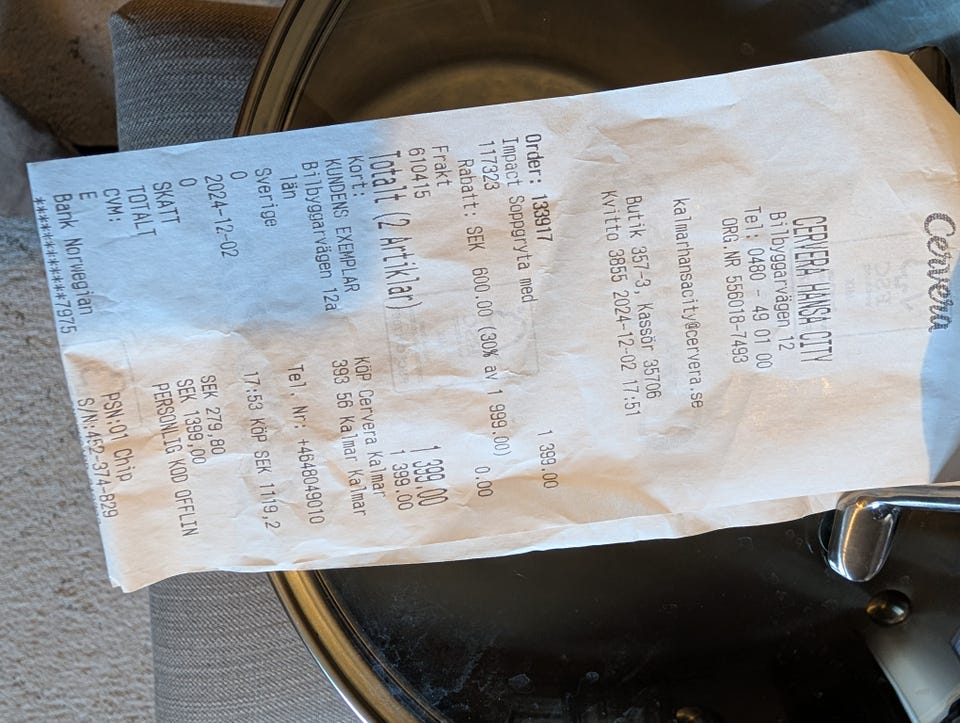 Cervera
CERVERA HANSA CITY
Bilbyggarvägen 12
Tel: 0480 - 49 01 00
ORG.NR 556018-7493
kalmarhansacity@cervera.se
Butik 357-3, Kassör 35706
Kvitto 3855 2024-12-02 17:51
Order: 133917
Impact Soppgryta med 1 399.00
117323
Rabatt: SEK 600.00 (30% av 1 999.00)
Frakt 0.00
610415
Totalt (2 Artiklar) 1 399.00
Kort: 1 399.00
KUNDENS EXEMPLAR KÖP Cervera Kalmar
Bilbyggarvägen 12a 393 56 Kalmar Kalmar
län
Sverige Tel. Nr: +4648049010
0
2024-12-02 17:53 KÖP SEK 1119,2
0
SKATT SEK 279,80
TOTALT SEK 1399,00
CVM: PERSONLIG KOD OFFLIN
E
Bank Norwegian PSN:01 Chip
************7975 S/N:452-374-829